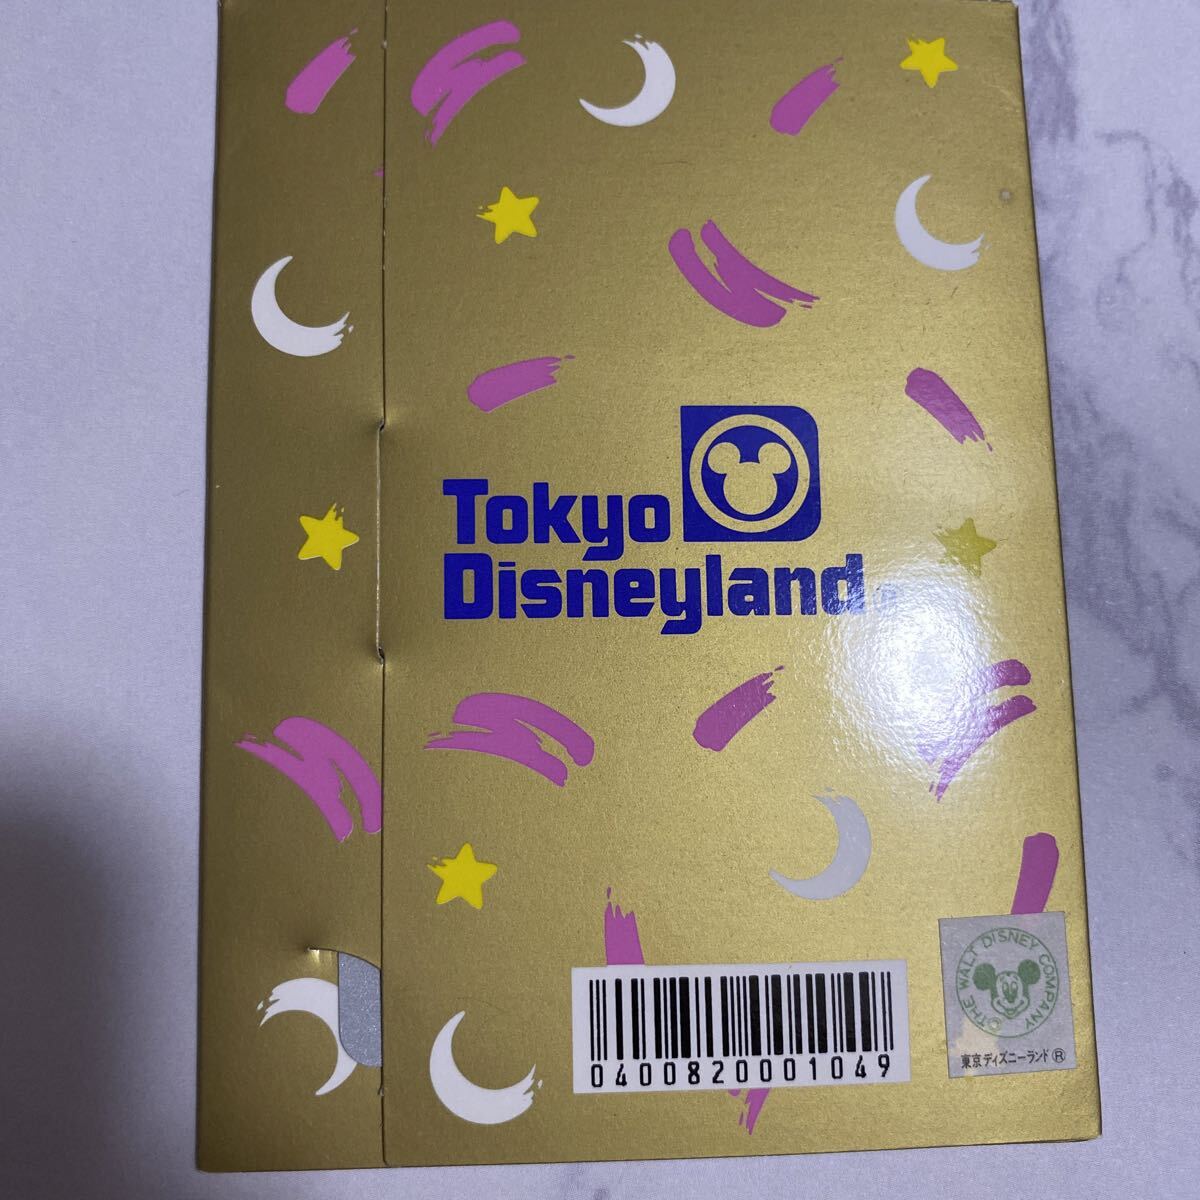 Tokyo
Disneyland®
0400820001049
©THE WALT DISNEY COMPANY
東京ディズニーランド®